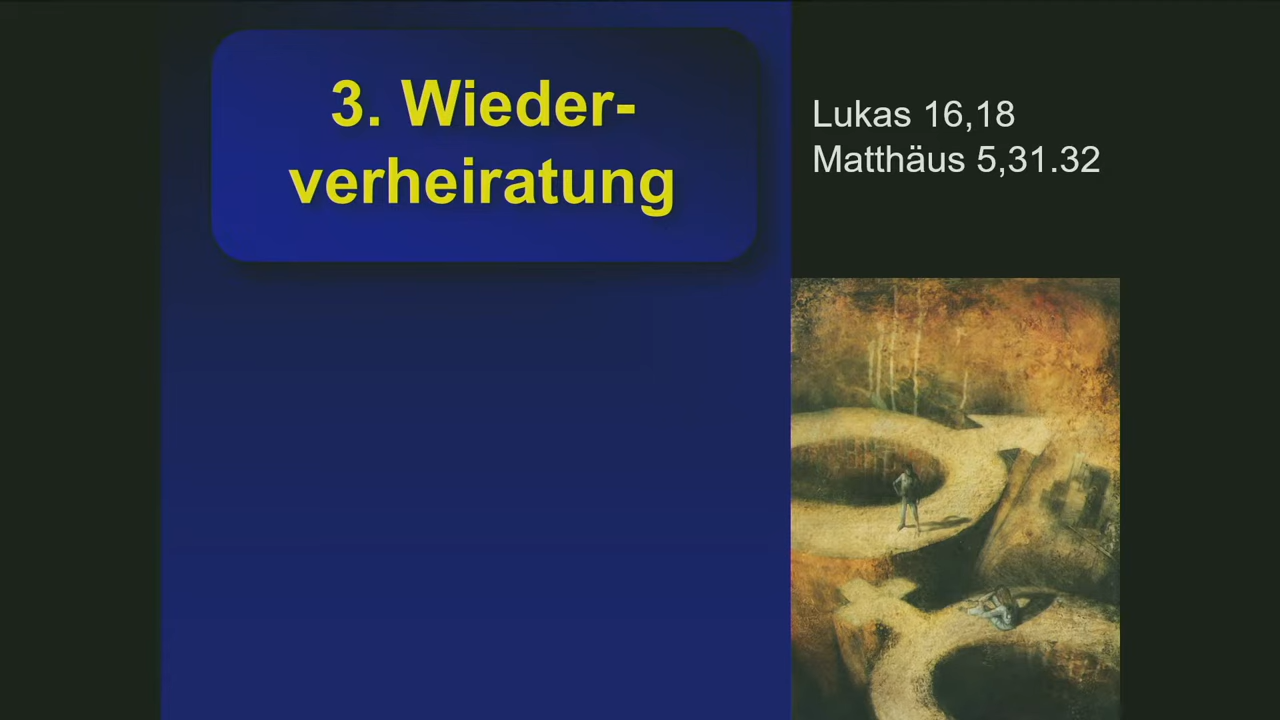 3. Wieder-
verheiratung
Lukas 16,18
Matthäus 5,31.32